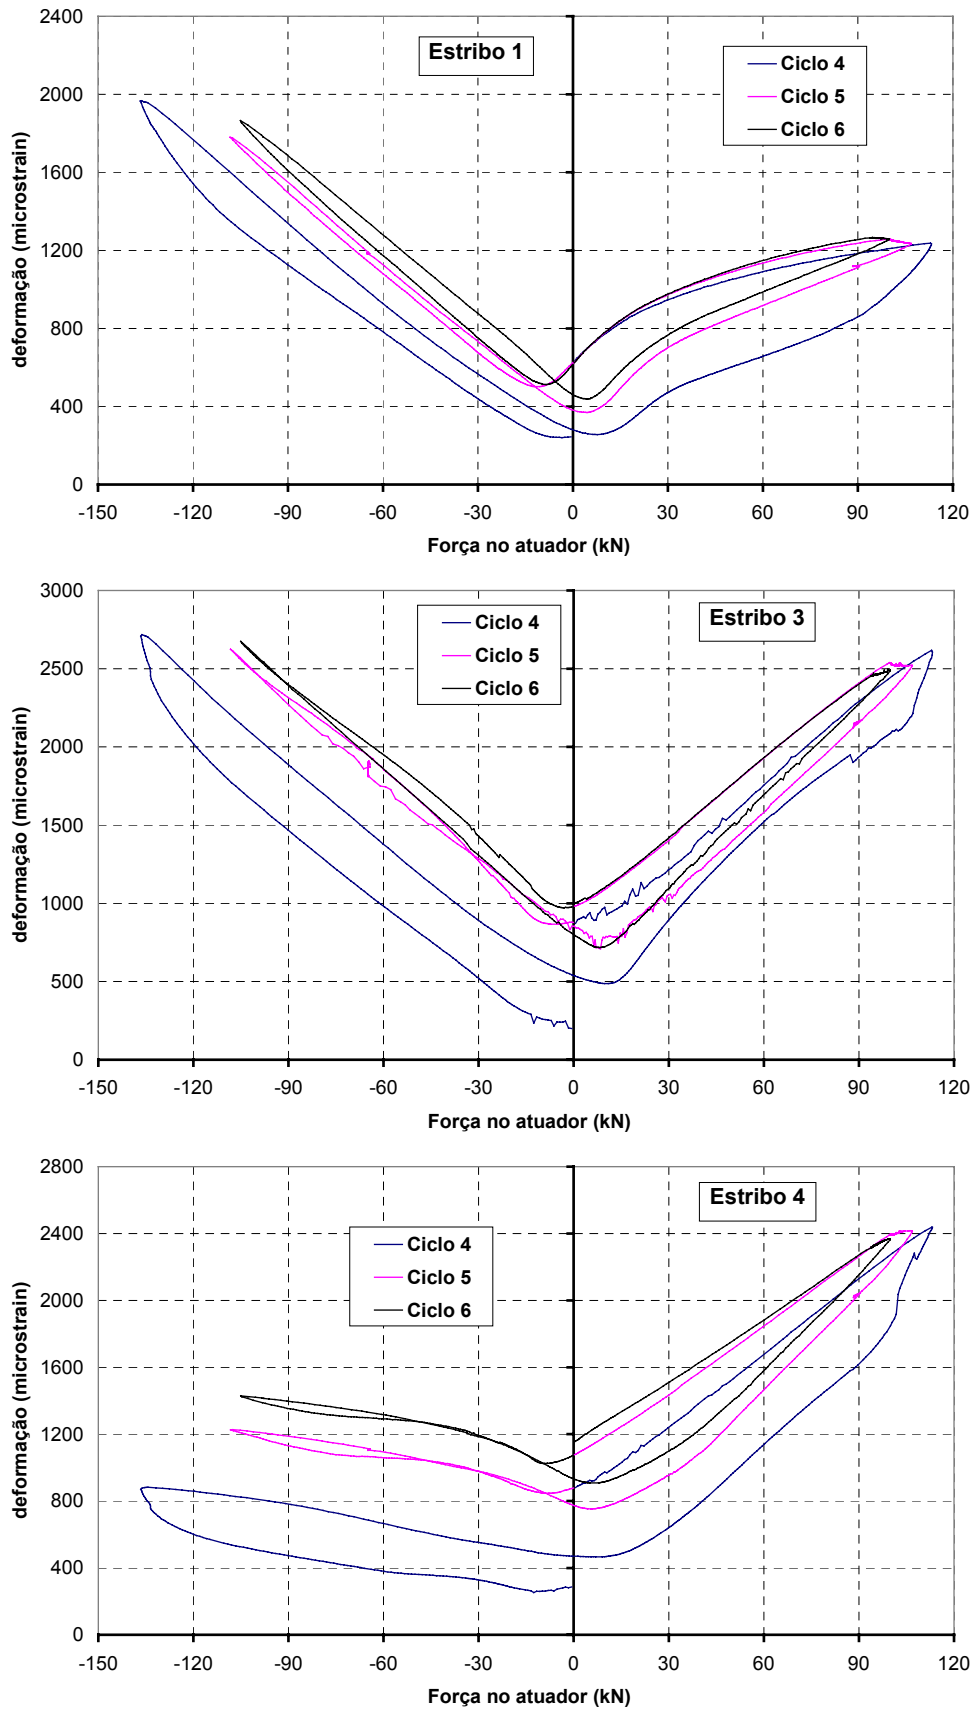 2400
2000
1600
1200
800
400
0
-150 -120 -90 -60 -30 0 30 60 90 120
deformação (microstrain)
Força no atuador (kN)
Estribo 1
Ciclo 4
Ciclo 5
Ciclo 6
3000
2500
2000
1500
1000
500
0
-150 -120 -90 -60 -30 0 30 60 90 120
deformação (microstrain)
Força no atuador (kN)
Ciclo 4
Ciclo 5
Ciclo 6
Estribo 3
2800
2400
2000
1600
1200
800
400
0
-150 -120 -90 -60 -30 0 30 60 90 120
deformação (microstrain)
Força no atuador (kN)
Ciclo 4
Ciclo 5
Ciclo 6
Estribo 4